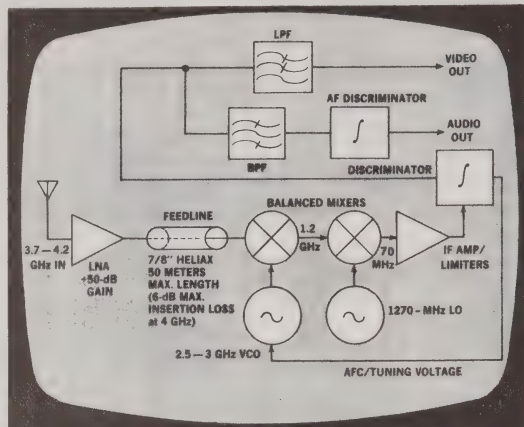 LPF
VIDEO
OUT
AF DISCRIMINATOR
AUDIO
OUT
BPF
DISCRIMINATOR
BALANCED MIXERS
FEEDLINE
1.2
GHz
70
MHz
IF AMP/
LIMITERS
3.7—4.2
GHz IN
LNA
+50-dB
GAIN
7/8" HELIAX
50 METERS
MAX. LENGTH
(6-dB MAX.
INSERTION LOSS
at 4 GHz)
1270-MHz LO
2.5—3 GHz VCO
AFC/TUNING VOLTAGE